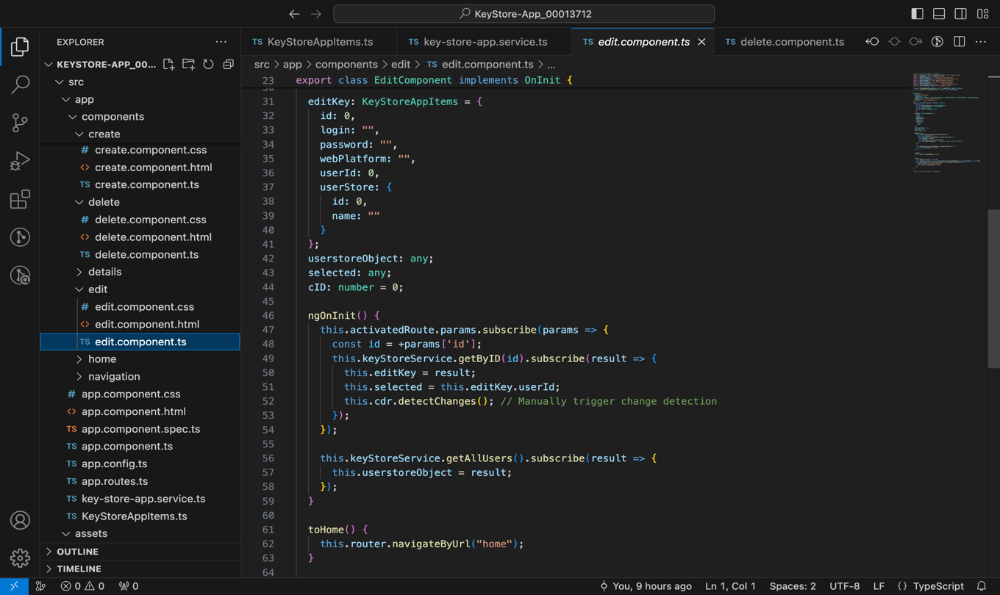 KeyStore-App_00013712
EXPLORER
KEYSTORE-APP_00...
src
app
components
create
create.component.css
create.component.html
TS create.component.ts
delete
delete.component.css
delete.component.html
TS delete.component.ts
details
edit
edit.component.css
edit.component.html
TS edit.component.ts
home
navigation
app.component.css
app.component.html
TS app.component.spec.ts
TS app.component.ts
TS app.config.ts
TS app.routes.ts
TS key-store-app.service.ts
TS KeyStoreAppItems.ts
assets
OUTLINE
TIMELINE
TS KeyStoreAppItems.ts
TS key-store-app.service.ts
TS edit.component.ts
TS delete.component.ts
src > app > components > edit > TS edit.component.ts > ...
23 export class EditComponent implements OnInit {
31 editKey: KeyStoreAppItems = {
32 id: 0,
33 login: "",
34 password: "",
35 webPlatform: "",
36 userId: 0,
37 userStore: {
38 id: 0,
39 name: ""
40 }
41 };
42 userstoreObject: any;
43 selected: any;
44 cID: number = 0;
45
46 ngOnInit() {
47 this.activatedRoute.params.subscribe(params => {
48 const id = +params['id'];
49 this.keyStoreService.getByID(id).subscribe(result => {
50 this.editKey = result;
51 this.selected = this.editKey.userId;
52 this.cdr.detectChanges(); // Manually trigger change detection
53 });
54 });
55
56 this.keyStoreService.getAllUsers().subscribe(result => {
57 this.userstoreObject = result;
58 });
59 }
60
61 toHome() {
62 this.router.navigateByUrl("home");
63 }
64
0 0 0
You, 9 hours ago Ln 1, Col 1 Spaces: 2 UTF-8 LF {} TypeScript